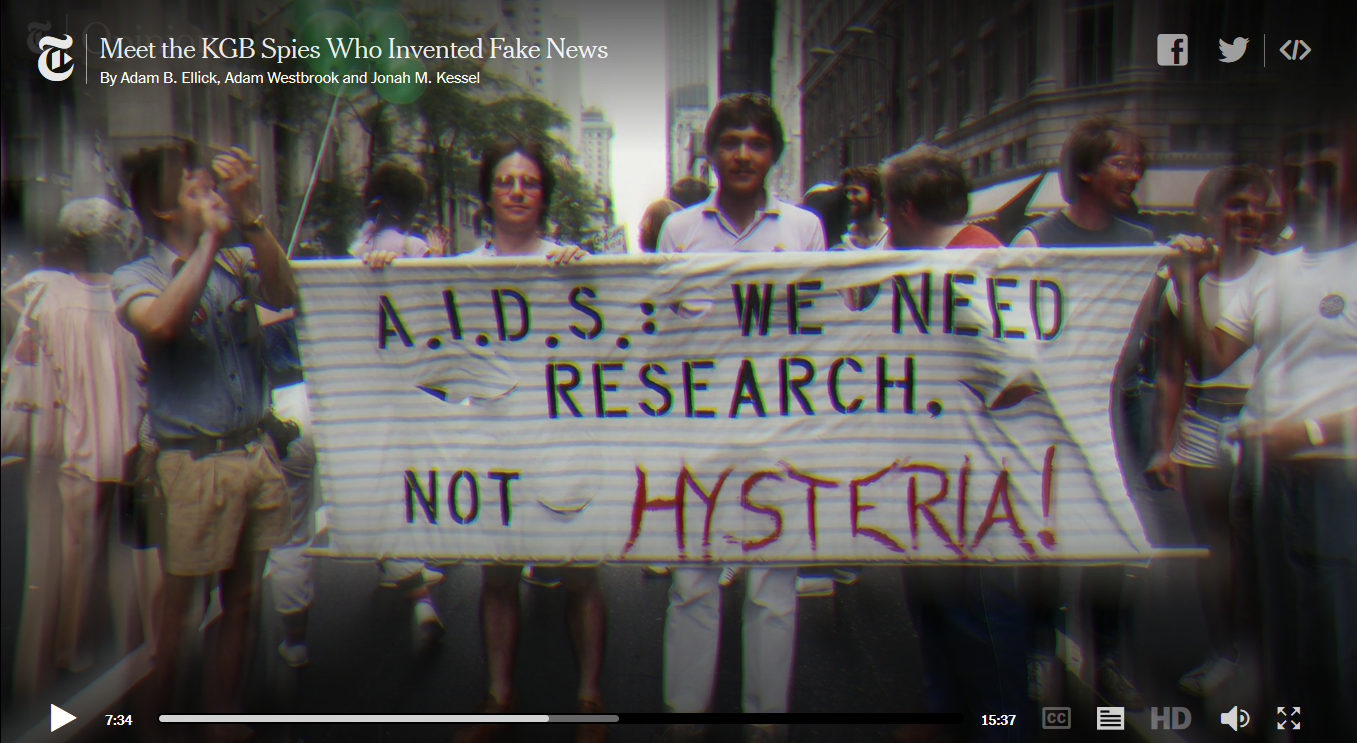 Opinion
Meet the KGB Spies Who Invented Fake News
By Adam B. Ellick, Adam Westbrook and Jonah M. Kessel
A.I.D.S.: WE NEED
RESEARCH,
NOT HYSTERIA!
7:34
15:37
CC
HD